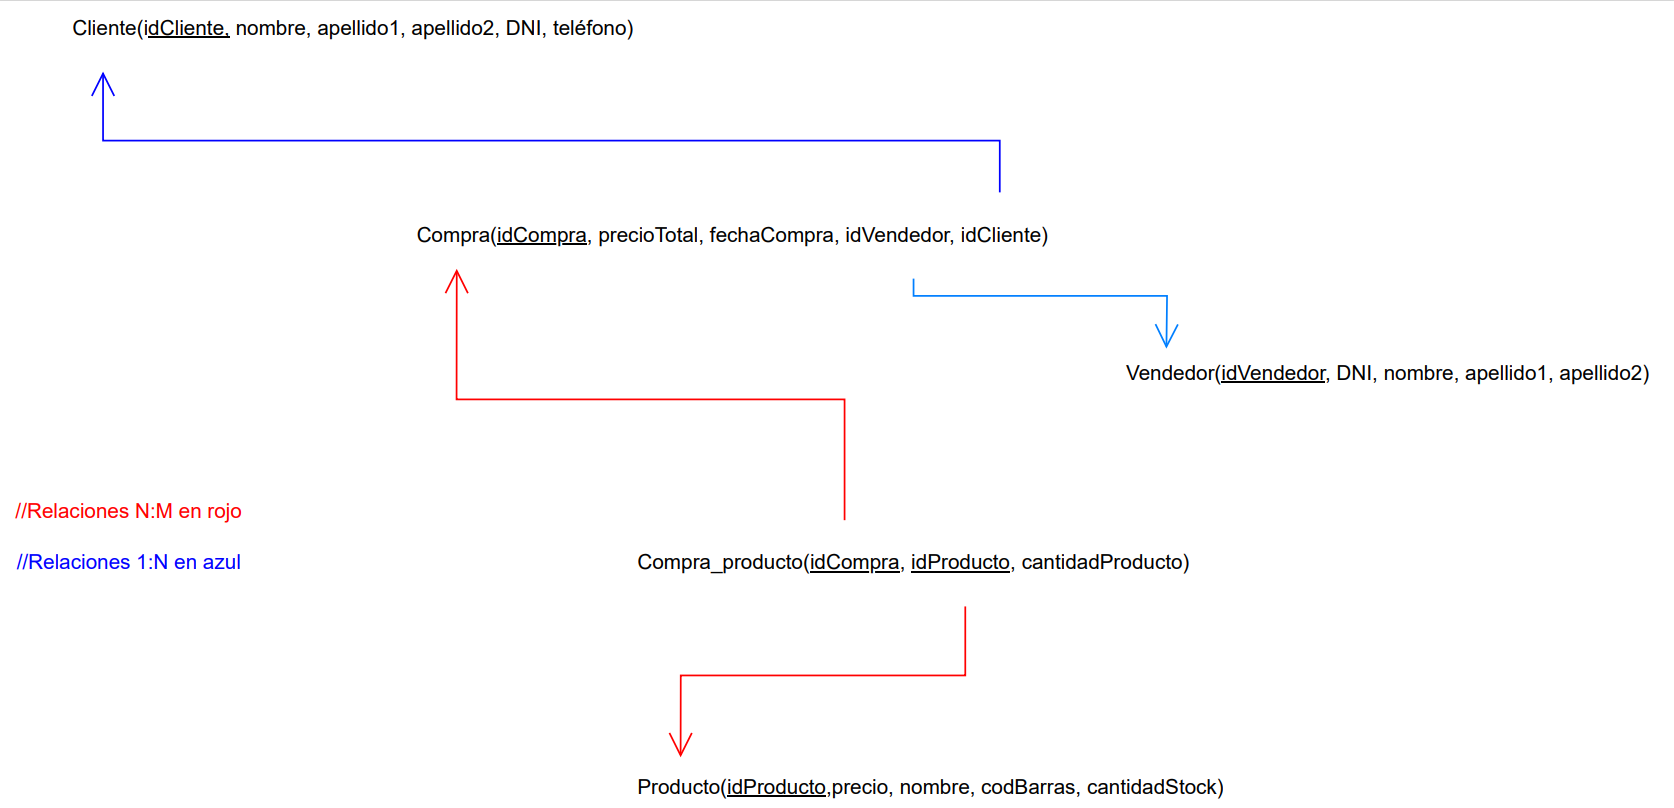 Cliente(idCliente, nombre, apellido1, apellido2, DNI, teléfono)
Compra(idCompra, precioTotal, fechaCompra, idVendedor, idCliente)
Vendedor(idVendedor, DNI, nombre, apellido1, apellido2)
//Relaciones N:M en rojo
//Relaciones 1:N en azul
Compra_producto(idCompra, idProducto, cantidadProducto)
Producto(idProducto,precio, nombre, codBarras, cantidadStock)